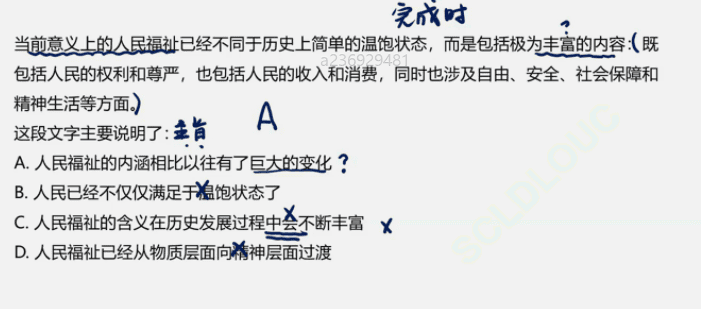 完成时
?
当前意义上的人民福祉已经不同于历史上简单的温饱状态，而是包括极为丰富的内容：(既
包括人民的权利和尊严，也包括人民的收入和消费，同时也涉及自由、安全、社会保障和
精神生活等方面。)
a236929481
这段文字主要说明了：主旨
A
A. 人民福祉的内涵相比以往有了巨大的变化 ?
B. 人民已经不仅仅满足于温饱状态了
C. 人民福祉的含义在历史发展过程中会不断丰富 x
D. 人民福祉已经从物质层面向精神层面过渡
SCLDLOUC